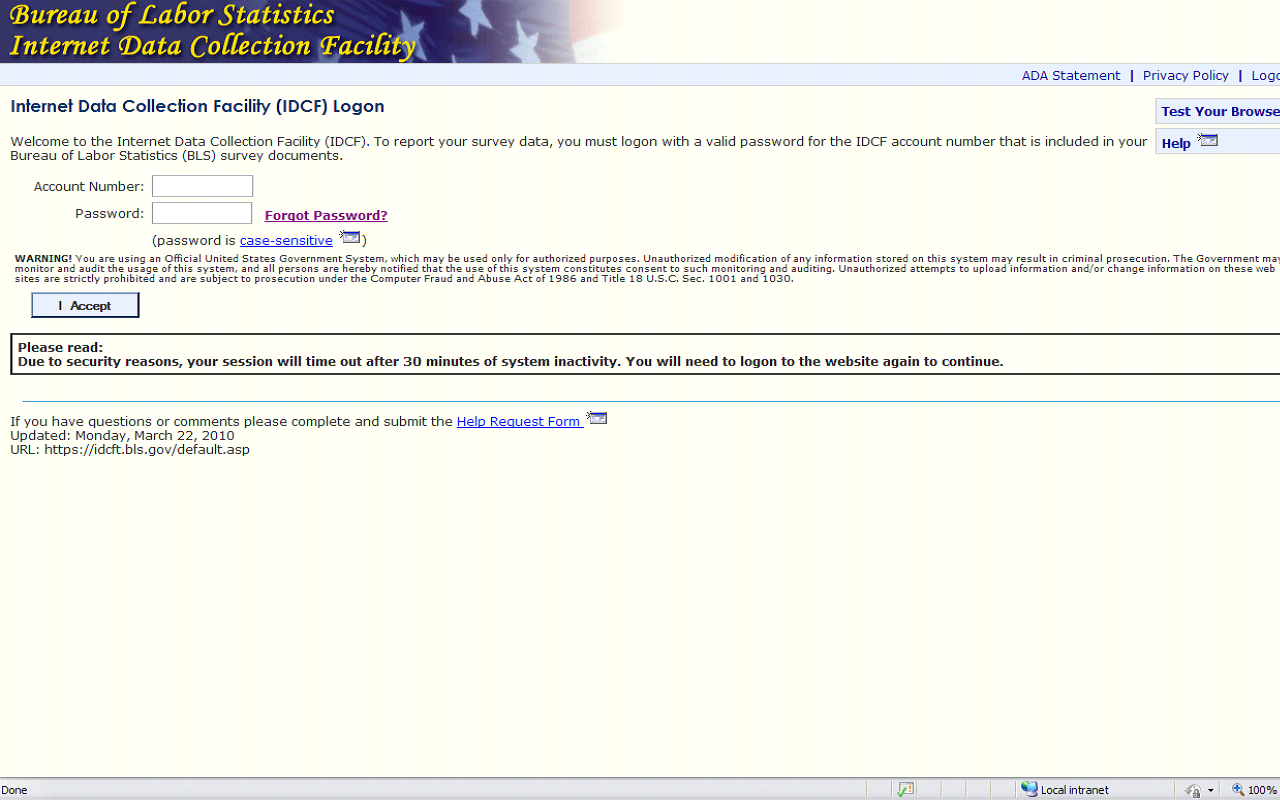 Bureau of Labor Statistics
Internet Data Collection Facility
ADA Statement | Privacy Policy |
Internet Data Collection Facility (IDCF) Logon
Test Your
Welcome to the Internet Data Collection Facility (IDCF). To report your survey data, you must logon with a valid password for the IDCF account number that is included in your
Bureau of Labor Statistics (BLS) survey documents.
Help
Account Number:
Password: Forgot Password?
(password is case-sensitive )
WARNING! You are using an Official United States Government System, which may be used only for authorized purposes. Unauthorized modification of any information stored on this system may result in criminal prosecution. The Government may
monitor and audit the usage of this system, and all persons are hereby notified that the use of this system constitutes consent to such monitoring and auditing. Unauthorized attempts to upload information and/or change information on these web
sites are strictly prohibited and are subject to prosecution under the Computer Fraud and Abuse Act of 1986 and Title 18 U.S.C. Sec. 1001 and 1030.
I Accept
Please read:
Due to security reasons, your session will time out after 30 minutes of system inactivity. You will need to logon to the website again to continue.
If you have questions or comments please complete and submit the Help Request Form
Updated: Monday, March 22, 2010
URL: https://idcft.bls.gov/default.asp
Done
Local intranet
100%